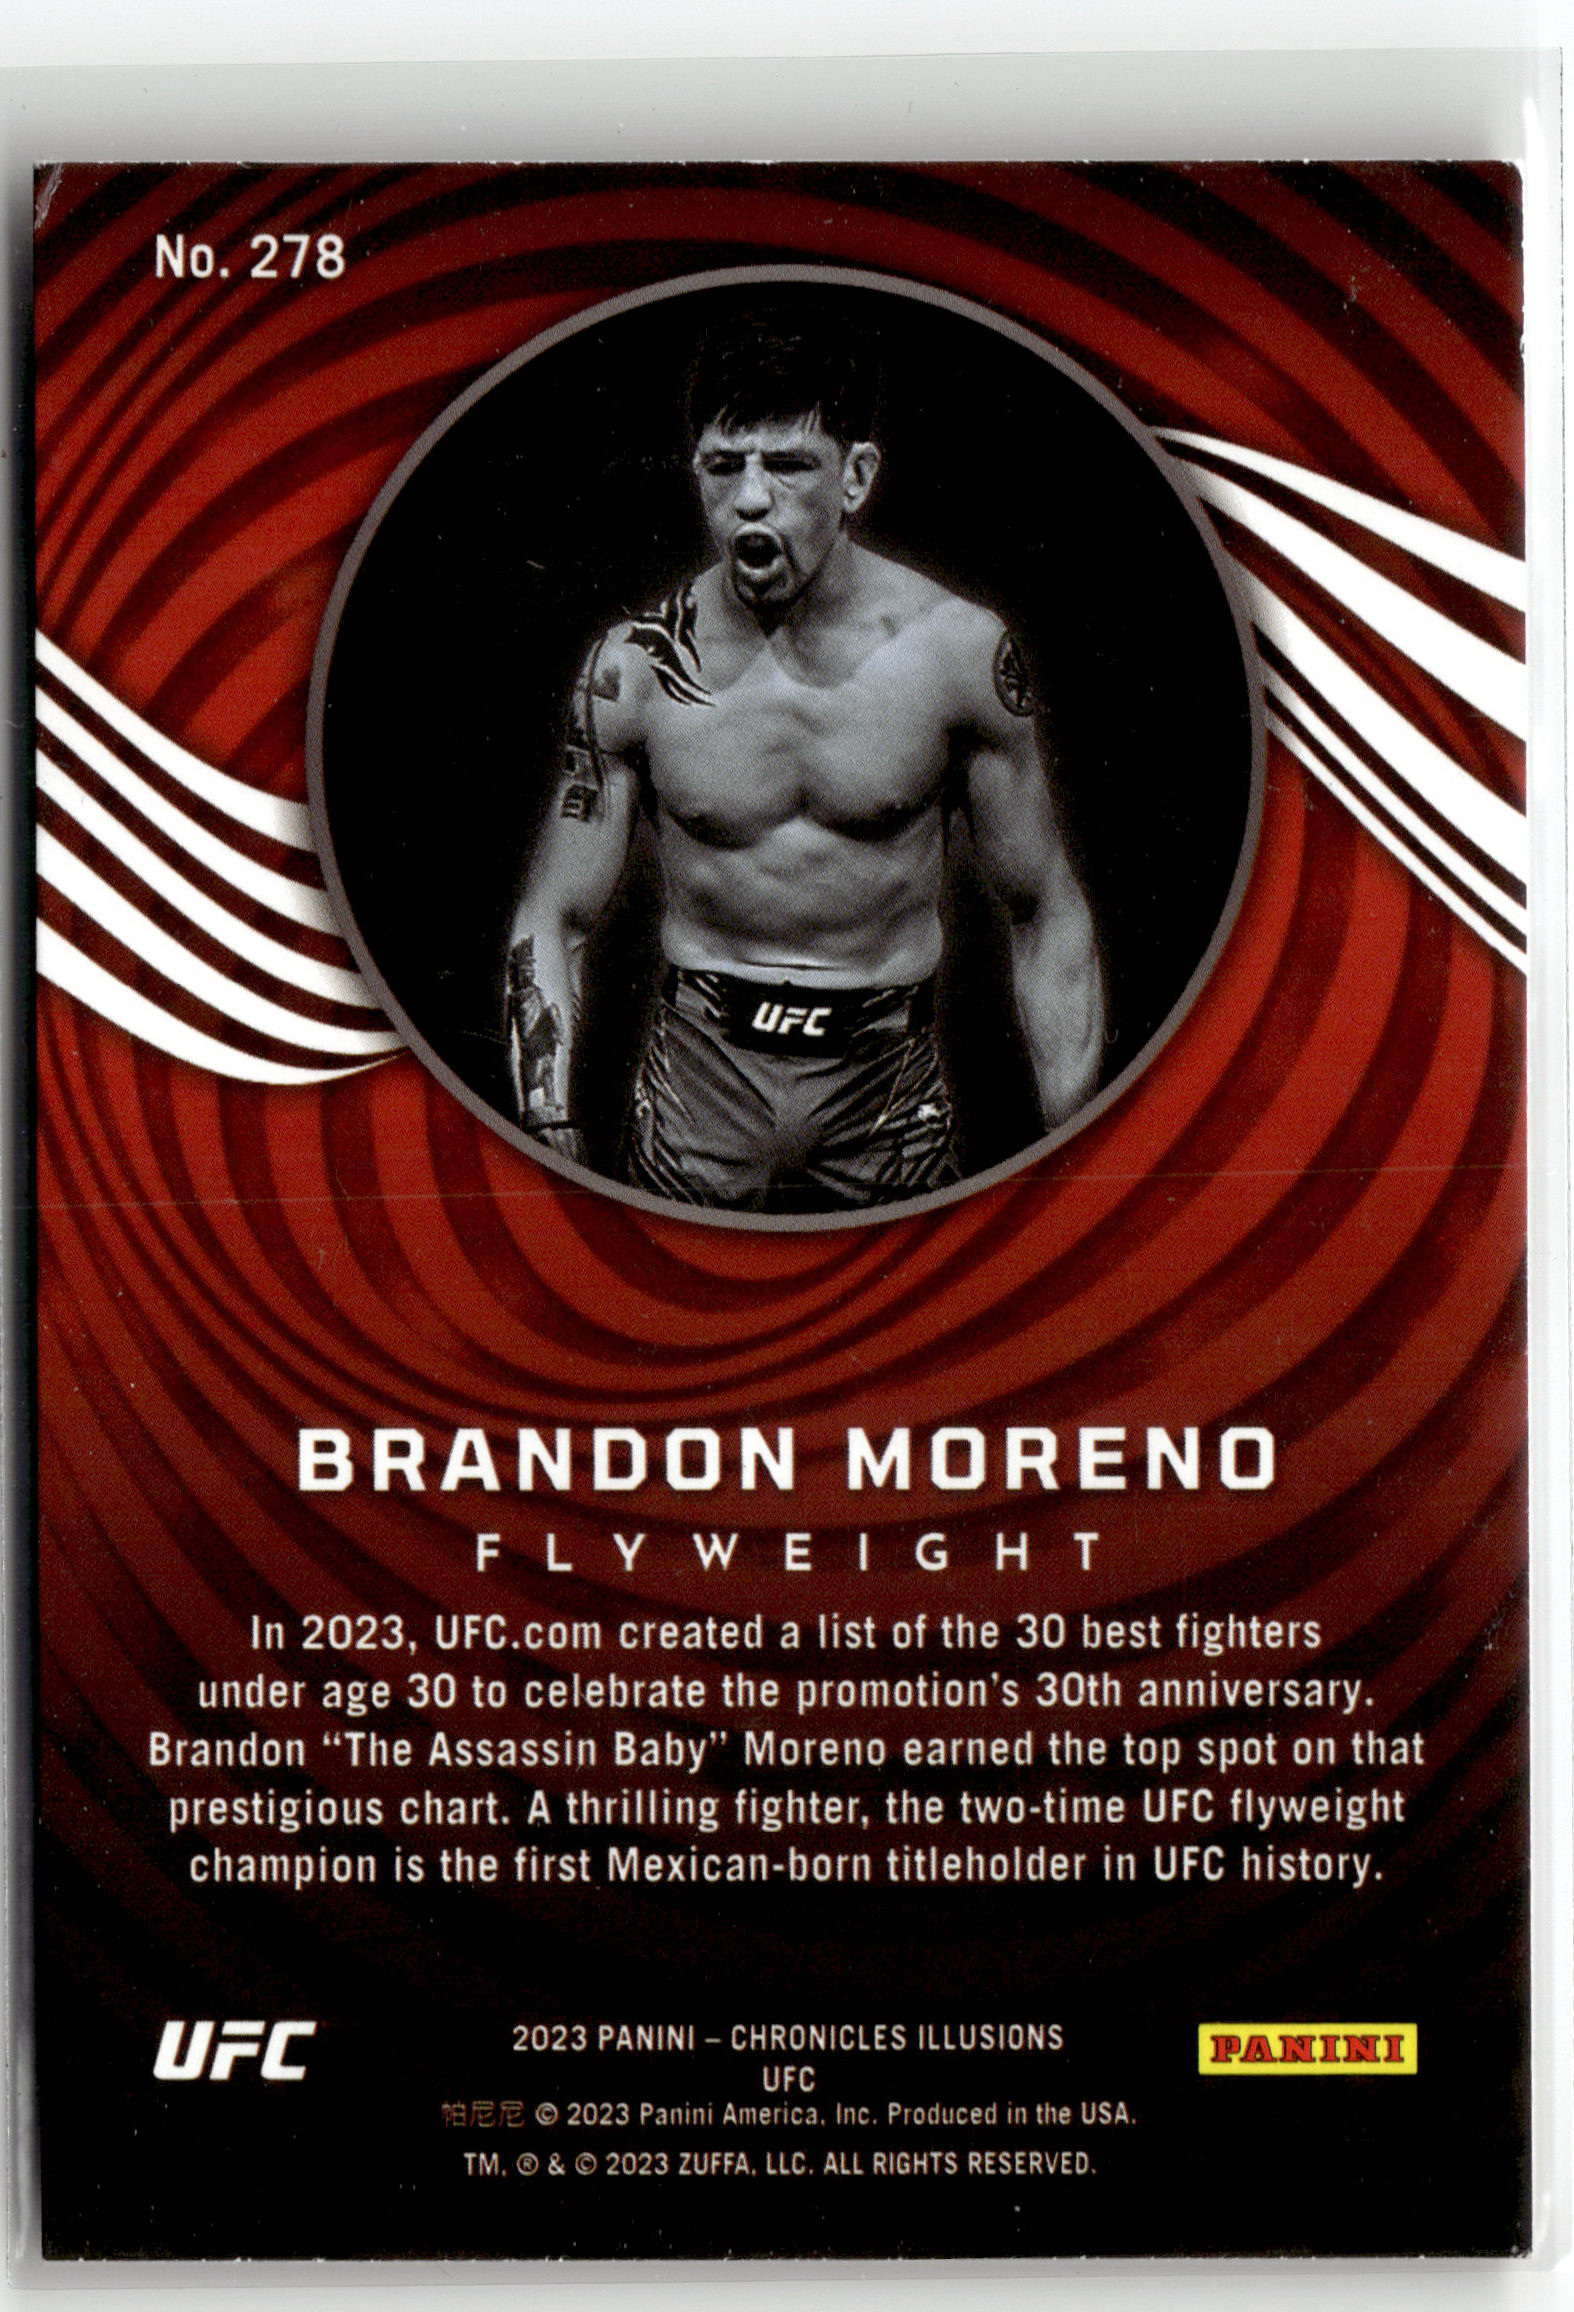 No. 278
UFC
BRANDON MORENO
FLYWEIGHT
In 2023, UFC.com created a list of the 30 best fighters
under age 30 to celebrate the promotion's 30th anniversary.
Brandon “The Assassin Baby” Moreno earned the top spot on that
prestigious chart. A thrilling fighter, the two-time UFC flyweight
champion is the first Mexican-born titleholder in UFC history.
UFC
2023 PANINI – CHRONICLES ILLUSIONS
UFC
帕尼尼 © 2023 Panini America, Inc. Produced in the USA.
TM, ® & © 2023 ZUFFA, LLC. ALL RIGHTS RESERVED.
PANINI